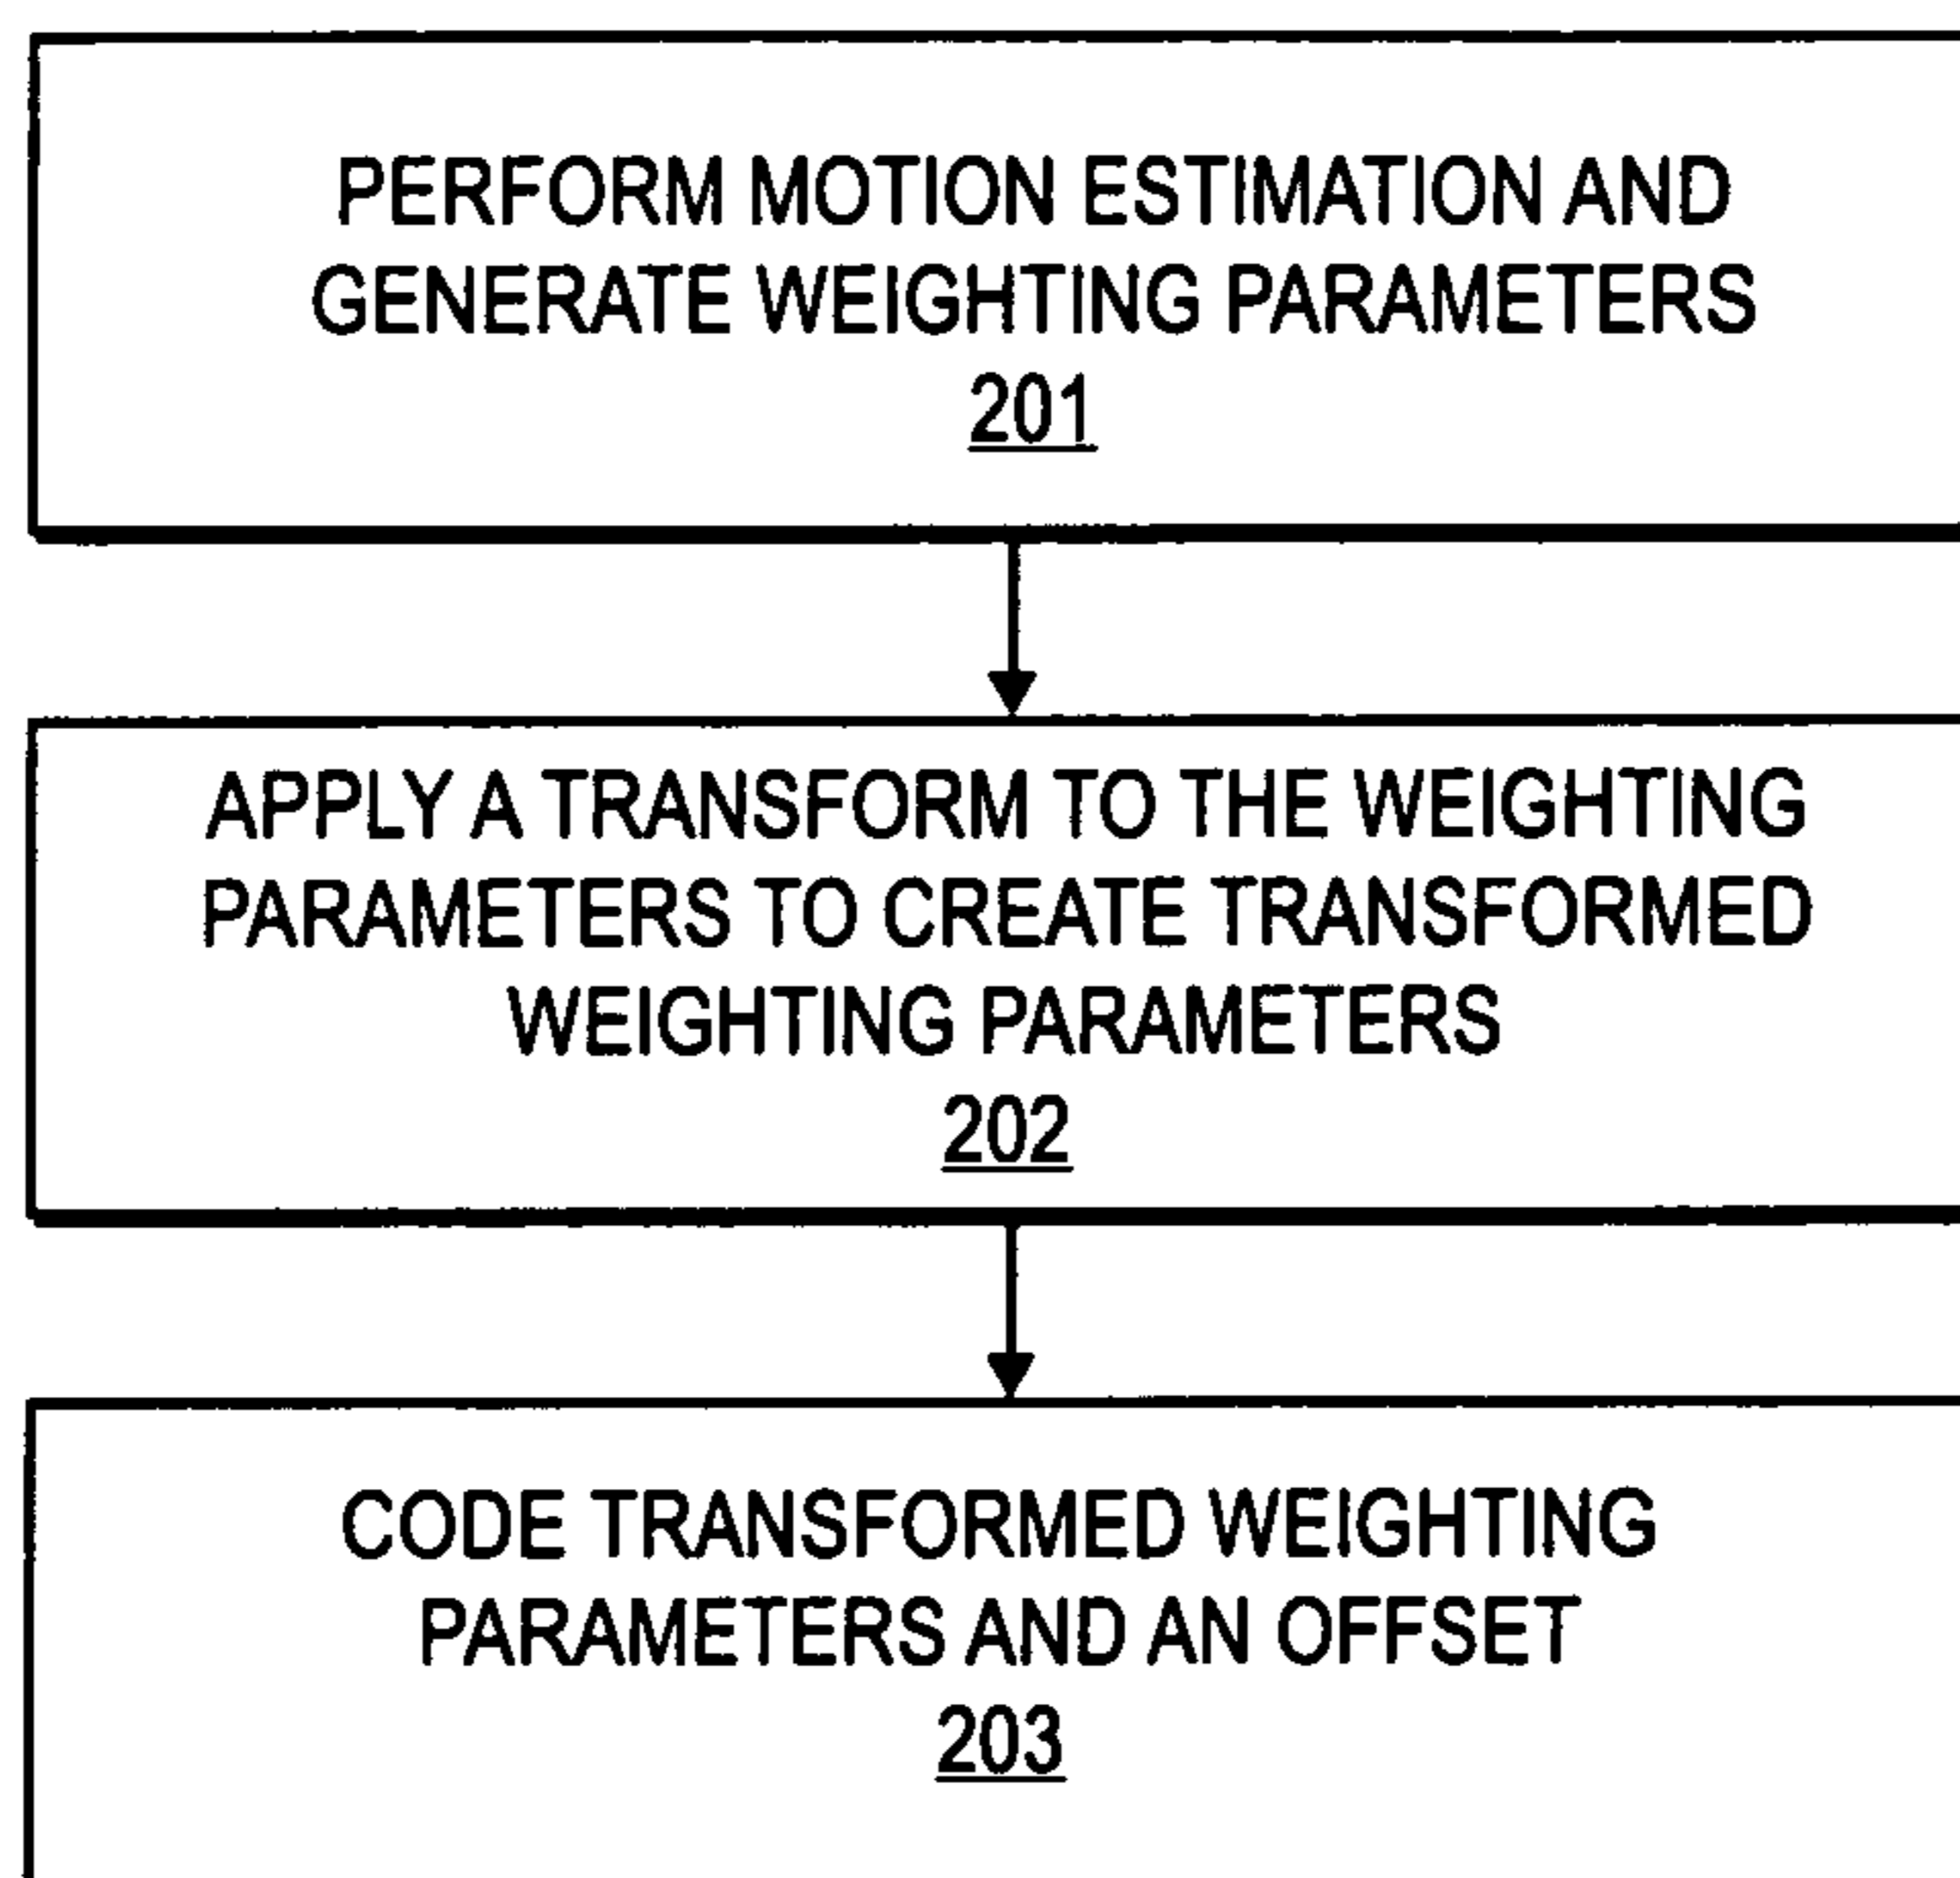 PERFORM MOTION ESTIMATION AND
GENERATE WEIGHTING PARAMETERS
201
APPLY A TRANSFORM TO THE WEIGHTING
PARAMETERS TO CREATE TRANSFORMED
WEIGHTING PARAMETERS
202
CODE TRANSFORMED WEIGHTING
PARAMETERS AND AN OFFSET
203